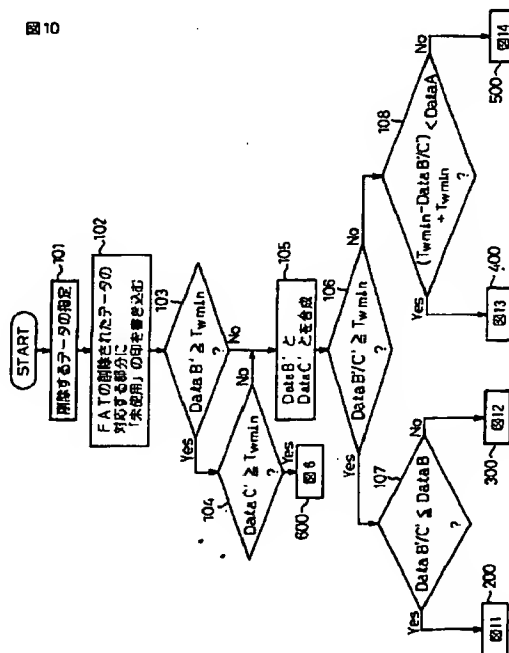 図10
START
101
削除するデータの指定
102
FATの削除されたデータの
対応する部分に
「未使用」の印を書き込む
103
Data B' ≧ Twmin
?
Yes
No
104
Data C' ≧ Twmin
?
No
Yes
600
図6
105
Data B' と
Data C' とを合成
106
Data B'/C' ≧ Twmin
?
Yes
No
107
Data B'/C' ≦ Data B
?
Yes
No
200
図11
300
図12
108
(Twmin-Data B'/C')
+ Twmin
<Data A
?
Yes
No
400
図13
500
図14